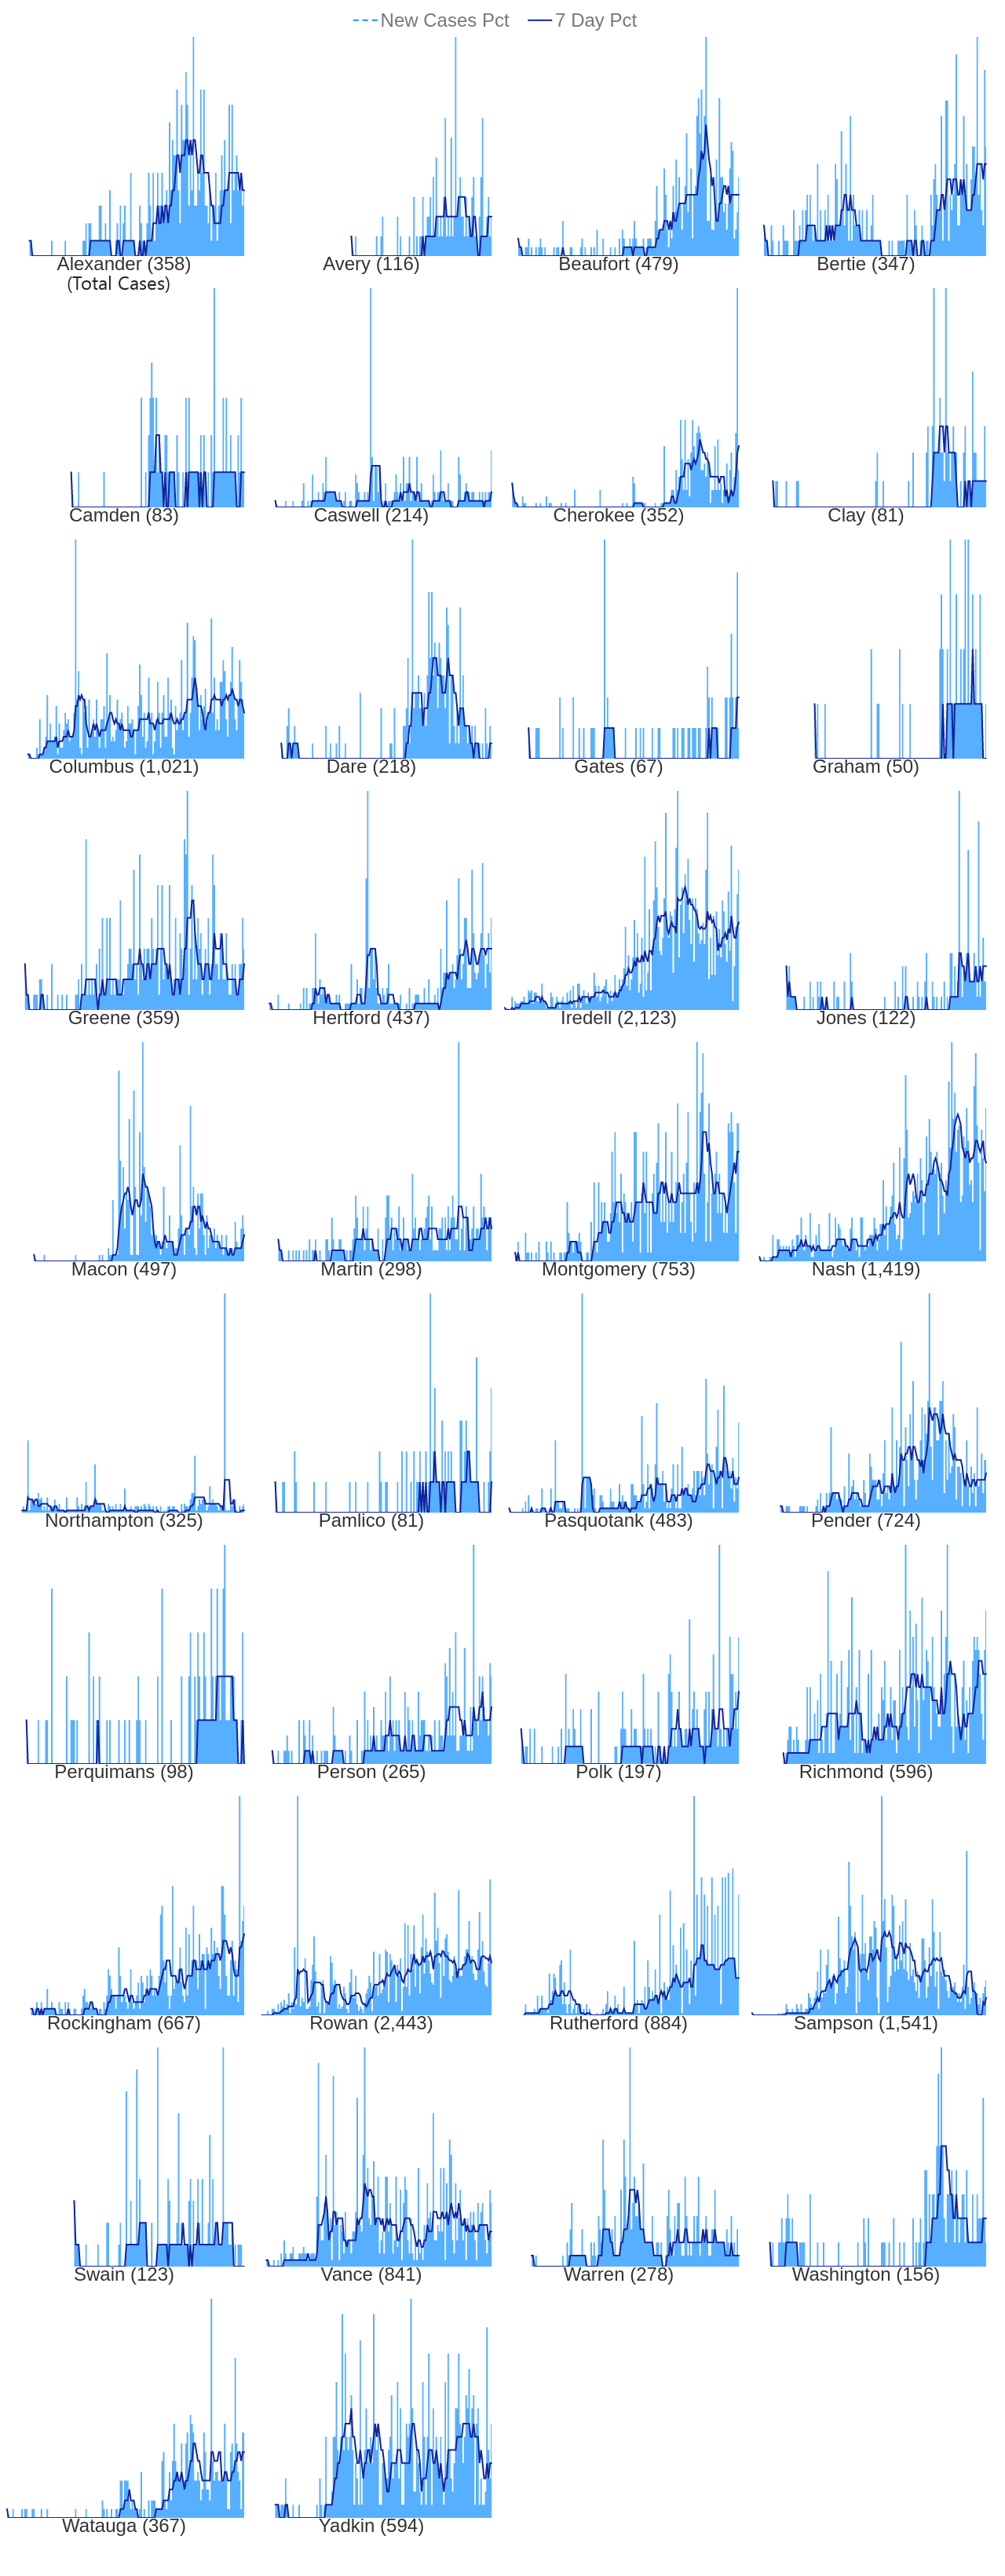 New Cases Pct 7 Day Pct
Alexander (358) Avery (116) Beaufort (479) Bertie (347)
(Total Cases)
Camden (83) Caswell (214) Cherokee (352) Clay (81)
Columbus (1,021) Dare (218) Gates (67) Graham (50)
Greene (359) Hertford (437) Iredell (2,123) Jones (122)
Macon (497) Martin (298) Montgomery (753) Nash (1,419)
Northampton (325) Pamlico (81) Pasquotank (483) Pender (724)
Perquimans (98) Person (265) Polk (197) Richmond (596)
Rockingham (667) Rowan (2,443) Rutherford (884) Sampson (1,541)
Swain (123) Vance (841) Warren (278) Washington (156)
Watauga (367) Yadkin (594)